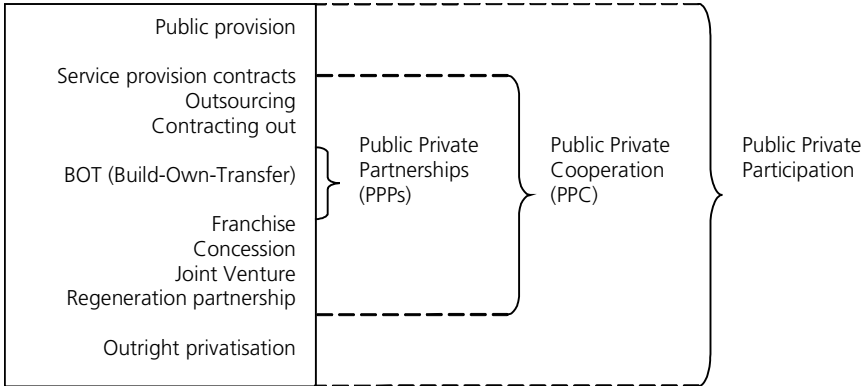 Public provision
Service provision contracts
Outsourcing
Contracting out
BOT (Build-Own-Transfer)
Franchise
Concession
Joint Venture
Regeneration partnership
Outright privatisation
Public Private
Partnerships
(PPPs)
Public Private
Cooperation
(PPC)
Public Private
Participation